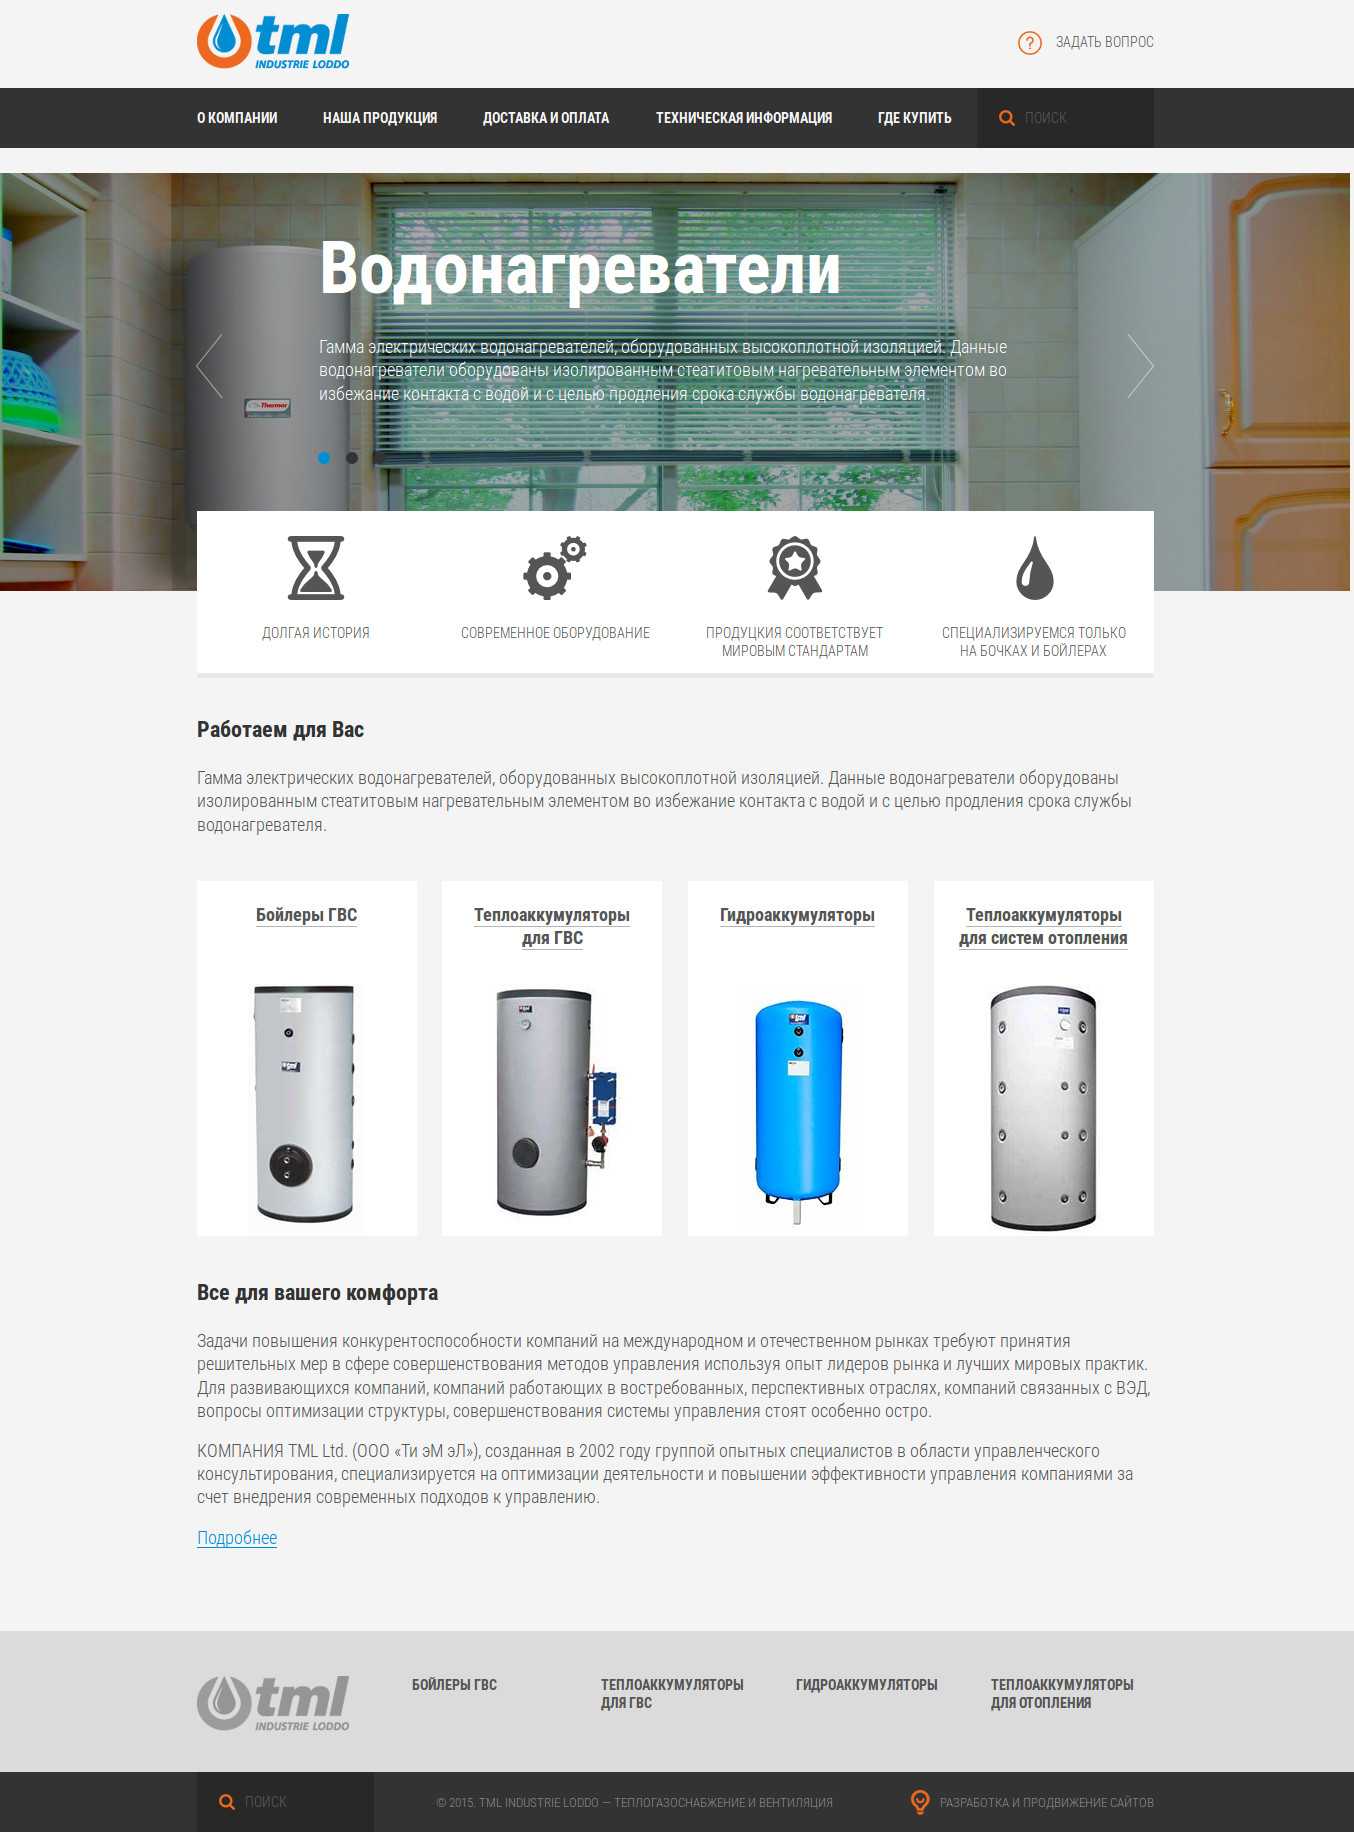 tml
INDUSTRIE LODDO
ЗАДАТЬ ВОПРОС
О КОМПАНИИ
НАША ПРОДУКЦИЯ
ДОСТАВКА И ОПЛАТА
ТЕХНИЧЕСКАЯ ИНФОРМАЦИЯ
ГДЕ КУПИТЬ
ПОИСК
Водонагреватели
Гамма электрических водонагревателей, оборудованных высокоплотной изоляцией. Данные
водонагреватели оборудованы изолированным стеатитовым нагревательным элементом во
избежание контакта с водой и с целью продления срока службы водонагревателя.
Thermor
ДОЛГАЯ ИСТОРИЯ
СОВРЕМЕННОЕ ОБОРУДОВАНИЕ
ПРОДУЦКИЯ СООТВЕТСТВУЕТ
МИРОВЫМ СТАНДАРТАМ
СПЕЦИАЛИЗИРУЕМСЯ ТОЛЬКО
НА БОЧКАХ И БОЙЛЕРАХ
Работаем для Вас
Гамма электрических водонагревателей, оборудованных высокоплотной изоляцией. Данные водонагреватели оборудованы
изолированным стеатитовым нагревательным элементом во избежание контакта с водой и с целью продления срока службы
водонагревателя.
Бойлеры ГВС
Теплоаккумуляторы
для ГВС
Гидроаккумуляторы
Теплоаккумуляторы
для систем отопления
tml
tml
Все для вашего комфорта
Задачи повышения конкурентоспособности компаний на международном и отечественном рынках требуют принятия
решительных мер в сфере совершенствования методов управления используя опыт лидеров рынка и лучших мировых практик.
Для развивающихся компаний, компаний работающих в востребованных, перспективных отраслях, компаний связанных с ВЭД,
вопросы оптимизации структуры, совершенствования системы управления стоят особенно остро.
КОМПАНИЯ TML Ltd. (ООО «Ти эМ эЛ»), созданная в 2002 году группой опытных специалистов в области управленческого
консультирования, специализируется на оптимизации деятельности и повышении эффективности управления компаниями за
счет внедрения современных подходов к управлению.
Подробнее
tml
INDUSTRIE LODDO
БОЙЛЕРЫ ГВС
ТЕПЛОАККУМУЛЯТОРЫ
ДЛЯ ГВС
ГИДРОАККУМУЛЯТОРЫ
ТЕПЛОАККУМУЛЯТОРЫ
ДЛЯ ОТОПЛЕНИЯ
ПОИСК
© 2015. TML INDUSTRIE LODDO — ТЕПЛОГАЗОСНАБЖЕНИЕ И ВЕНТИЛЯЦИЯ
РАЗРАБОТКА И ПРОДВИЖЕНИЕ САЙТОВ